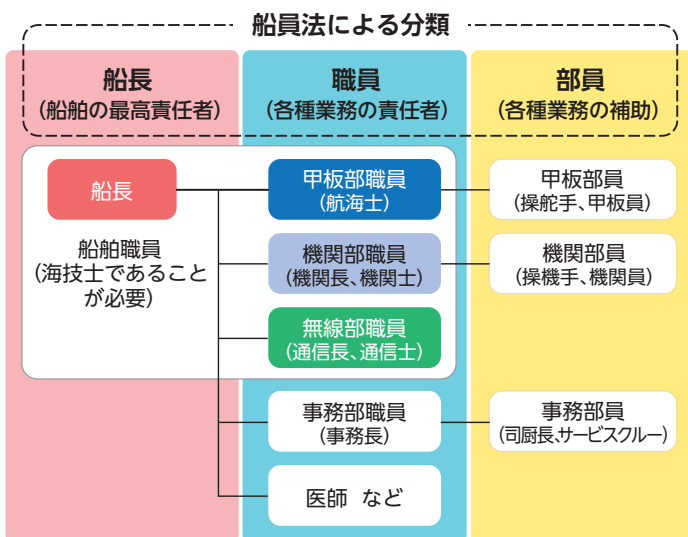 船員法による分類
船長
(船舶の最高責任者)
職員
(各種業務の責任者)
部員
(各種業務の補助)
船長
船舶職員
(海技士であること
が必要)
甲板部職員
(航海士)
甲板部員
(操舵手、甲板員)
機関部職員
(機関長、機関士)
機関部員
(操機手、機関員)
無線部職員
(通信長、通信士)
事務部職員
(事務長)
事務部員
(司厨長、サービスクルー)
医師 など